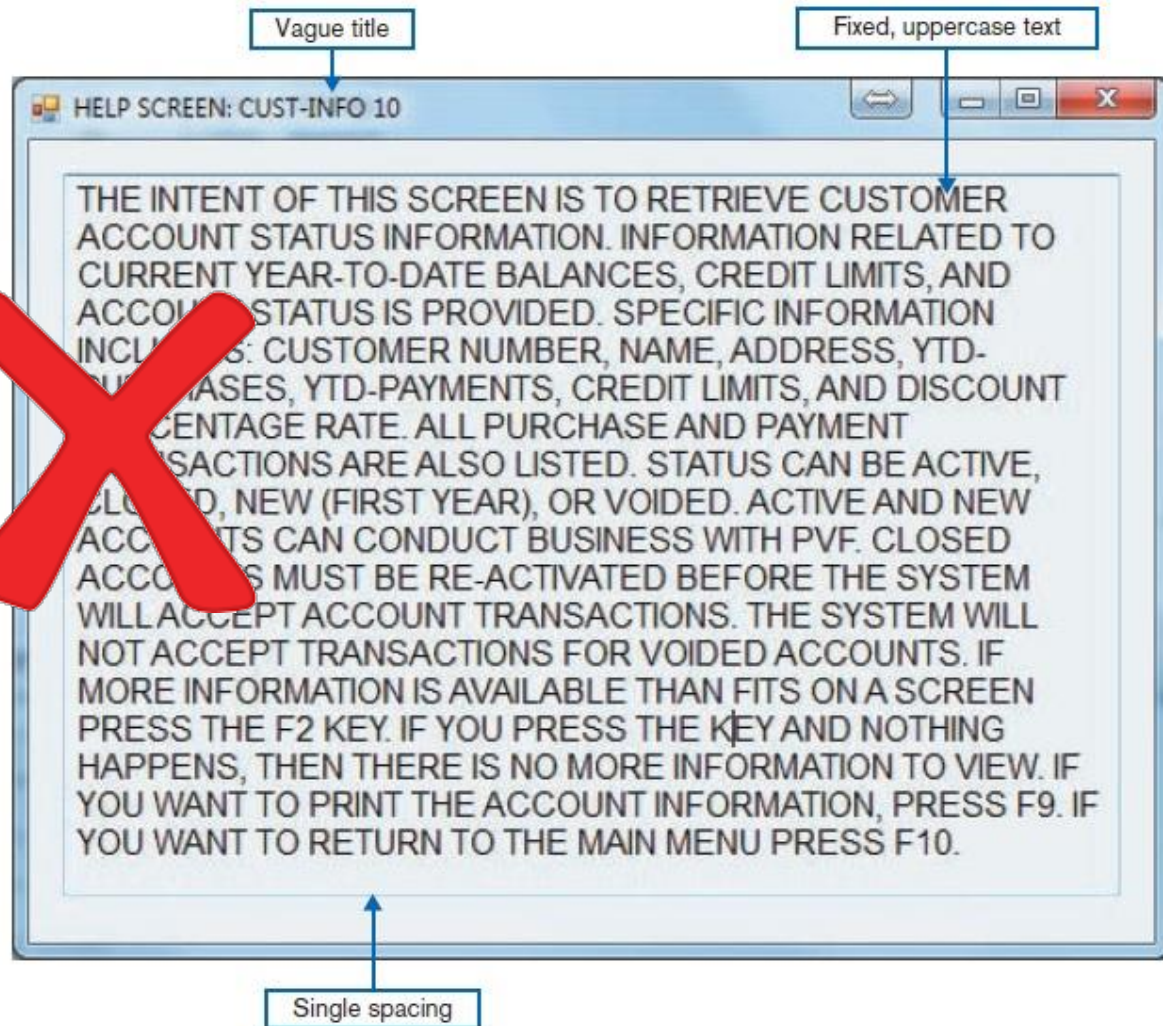 Vague title
Fixed, uppercase text
HELP SCREEN: CUST-INFO 10
THE INTENT OF THIS SCREEN IS TO RETRIEVE CUSTOMER
ACCOUNT STATUS INFORMATION. INFORMATION RELATED TO
CURRENT YEAR-TO-DATE BALANCES, CREDIT LIMITS, AND
STATUS IS PROVIDED. SPECIFIC INFORMATION
CUSTOMER NUMBER, NAME, ADDRESS, YTD-
YTD-PAYMENTS, CREDIT LIMITS, AND DISCOUNT
RATE. ALL PURCHASE AND PAYMENT
ARE ALSO LISTED. STATUS CAN BE ACTIVE,
NEW (FIRST YEAR), OR VOIDED. ACTIVE AND NEW
CAN CONDUCT BUSINESS WITH PVF. CLOSED
MUST BE RE-ACTIVATED BEFORE THE SYSTEM
WILL ACCEPT ACCOUNT TRANSACTIONS. THE SYSTEM WILL
NOT ACCEPT TRANSACTIONS FOR VOIDED ACCOUNTS. IF
MORE INFORMATION IS AVAILABLE THAN FITS ON A SCREEN
PRESS THE F2 KEY. IF YOU PRESS THE KEY AND NOTHING
HAPPENS, THEN THERE IS NO MORE INFORMATION TO VIEW. IF
YOU WANT TO PRINT THE ACCOUNT INFORMATION, PRESS F9. IF
YOU WANT TO RETURN TO THE MAIN MENU PRESS F10.
Single spacing